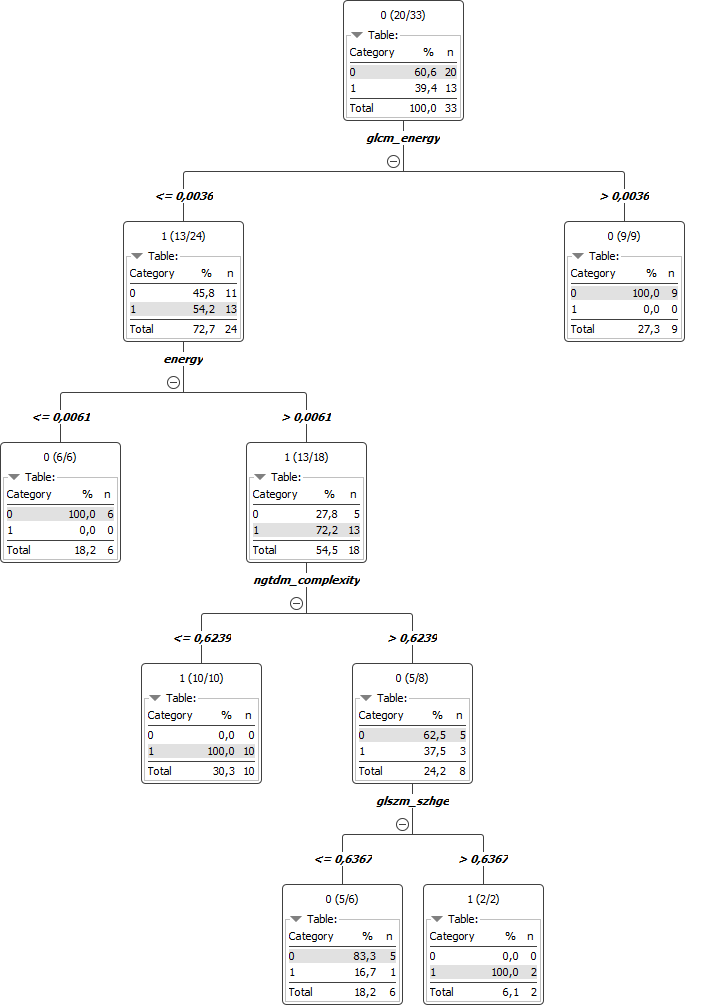 0 (20/33)
Table:
Category % n
0 60,6 20
1 39,4 13
Total 100,0 33
glcm_energy
<= 0,0036 > 0,0036
1 (13/24)
Table:
Category % n
0 45,8 11
1 54,2 13
Total 72,7 24
0 (9/9)
Table:
Category % n
0 100,0 9
1 0,0 0
Total 27,3 9
energy
<= 0,0061 > 0,0061
0 (6/6)
Table:
Category % n
0 100,0 6
1 0,0 0
Total 18,2 6
1 (13/18)
Table:
Category % n
0 27,8 5
1 72,2 13
Total 54,5 18
ngtdm_complexity
<= 0,6239 > 0,6239
1 (10/10)
Table:
Category % n
0 0,0 0
1 100,0 10
Total 30,3 10
0 (5/8)
Table:
Category % n
0 62,5 5
1 37,5 3
Total 24,2 8
glszm_szhge
<= 0,6367 > 0,6367
0 (5/6)
Table:
Category % n
0 83,3 5
1 16,7 1
Total 18,2 6
1 (2/2)
Table:
Category % n
0 0,0 0
1 100,0 2
Total 6,1 2